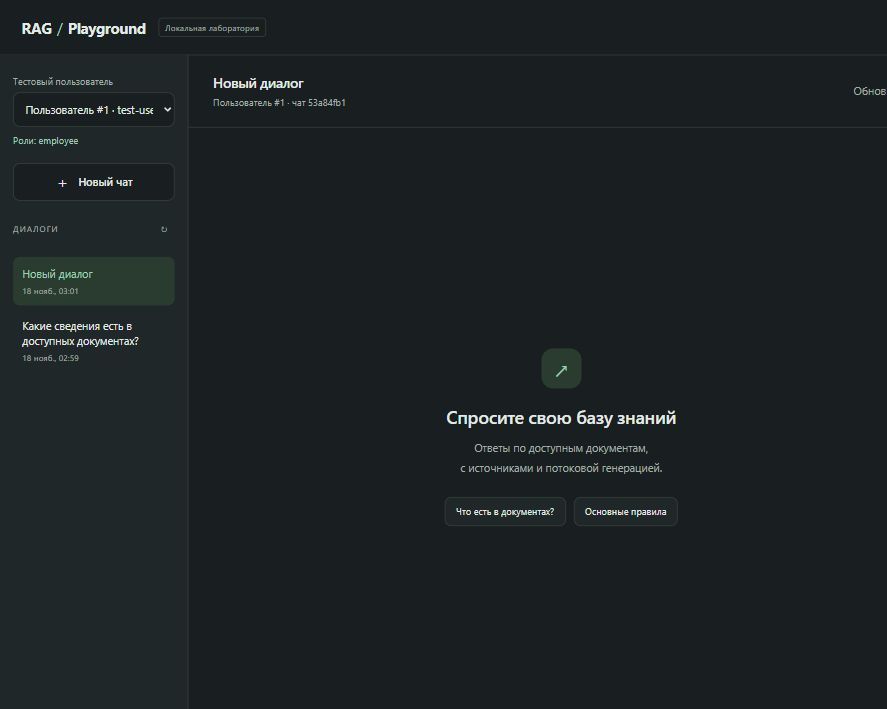 RAG / Playground
Локальная лаборатория
Тестовый пользователь
Пользователь #1 · test-use
Роли: employee
+ Новый чат
ДИАЛОГИ
Новый диалог
18 нояб., 03:01
Какие сведения есть в
доступных документах?
18 нояб., 02:59
Новый диалог
Пользователь #1 · чат 53a84fb1
Обнов
Спросите свою базу знаний
Ответы по доступным документам,
с источниками и потоковой генерацией.
Что есть в документах?
Основные правила